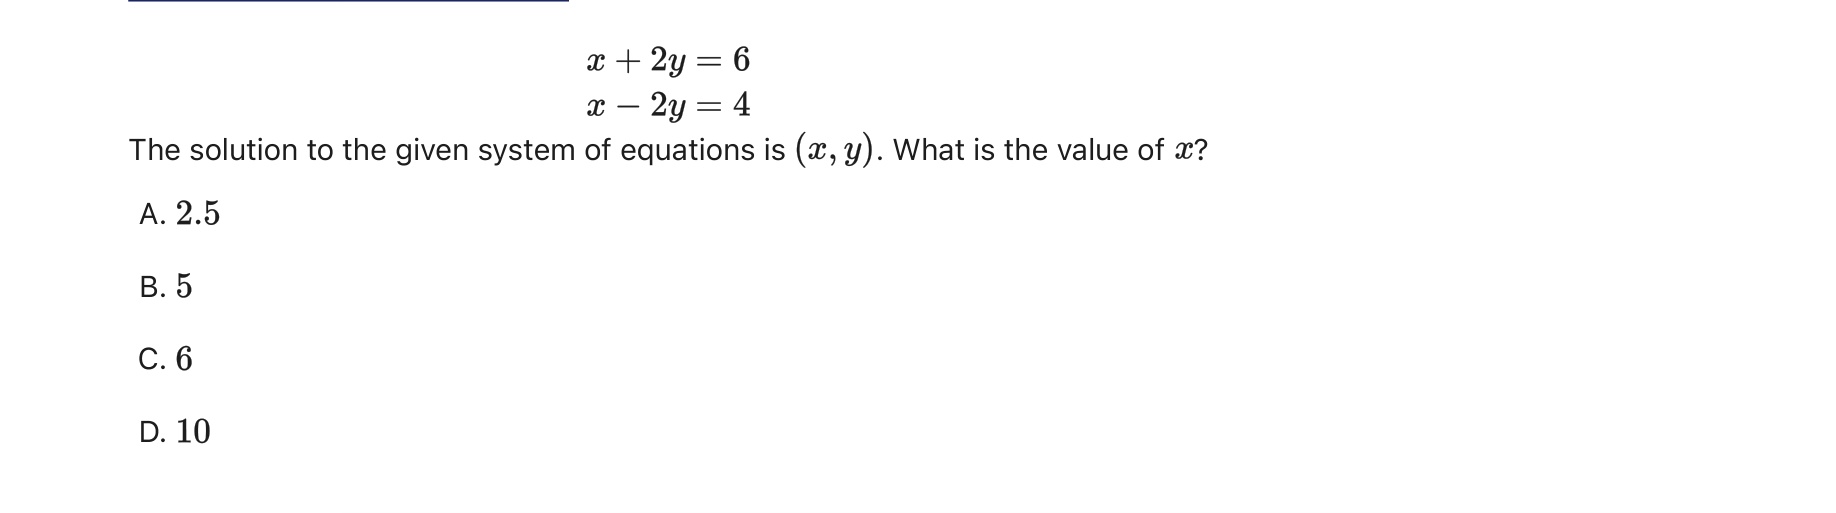 x + 2y = 6
x − 2y = 4
The solution to the given system of equations is (x, y). What is the value of x?
A. 2.5
B. 5
C. 6
D. 10